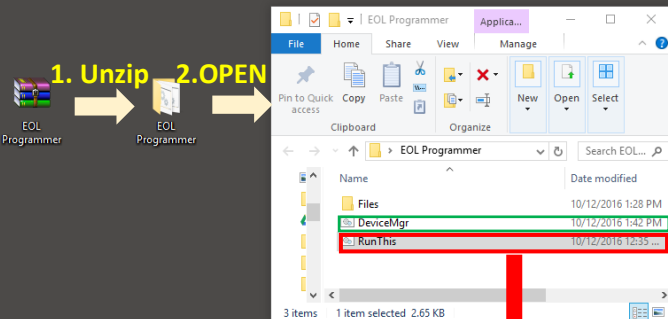 EOL Programmer
Applica...
File
Home
Share
View
Manage
1. Unzip
2.OPEN
EOL
Programmer
EOL
Programmer
Pin to Quick
access
Copy
Paste
New
Open
Select
Clipboard
Organize
EOL Programmer
Search EOL...
Name
Date modified
Files
10/12/2016 1:28 PM
DeviceMgr
10/12/2016 1:42 PM
RunThis
10/12/2016 12:35 ...
3 items
1 item selected 2.65 KB